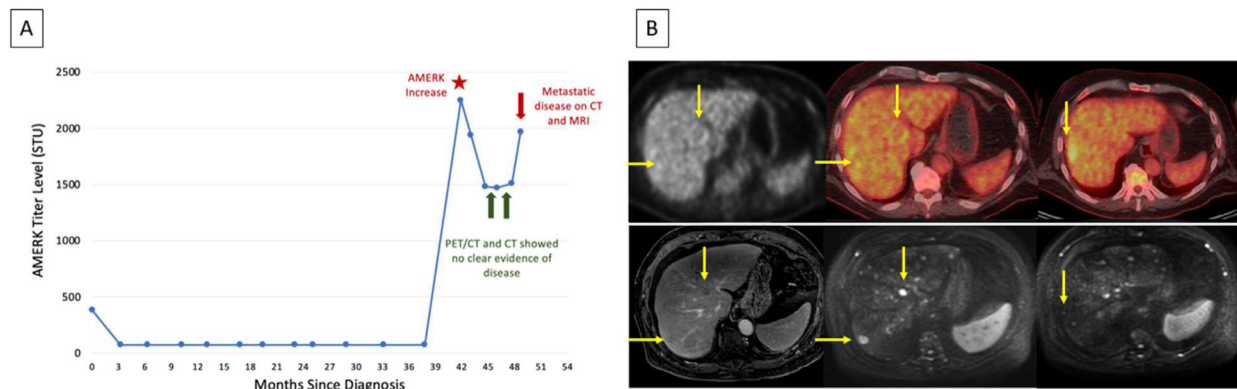 A
B
2500
2000
1500
1000
500
0
AMERK Titer Level (STU)
AMERK
Increase
Metastatic
disease on CT
and MRI
PET/CT and CT showed
no clear evidence of
disease
0 3 6 9 12 15 18 21 24 27 30 33 36 39 42 45 48 51 54
Months Since Diagnosis